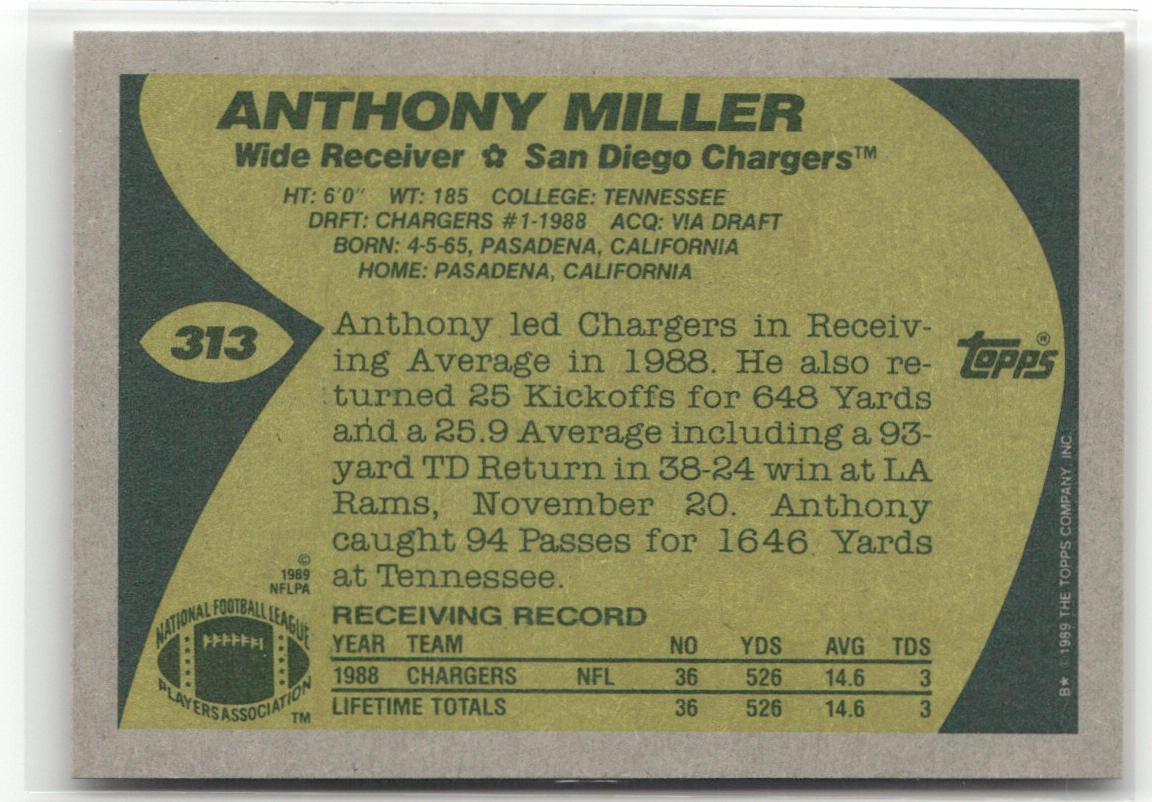 ANTHONY MILLER
Wide Receiver ✿ San Diego Chargers™
HT: 6'0" WT: 185 COLLEGE: TENNESSEE
DRFT: CHARGERS #1-1988 ACQ: VIA DRAFT
BORN: 4-5-65, PASADENA, CALIFORNIA
HOME: PASADENA, CALIFORNIA
313
Anthony led Chargers in Receiv-
ing Average in 1988. He also re-
turned 25 Kickoffs for 648 Yards
and a 25.9 Average including a 93-
yard TD Return in 38-24 win at LA
Rams, November 20. Anthony
caught 94 Passes for 1646 Yards
at Tennessee.
topps®
©
1989
NFLPA
NATIONAL FOOTBALL LEAGUE
PLAYERS ASSOCIATION
™
RECEIVING RECORD
YEAR TEAM NO YDS AVG TDS
1988 CHARGERS NFL 36 526 14.6 3
LIFETIME TOTALS 36 526 14.6 3
B* ©1989 THE TOPPS COMPANY, INC.